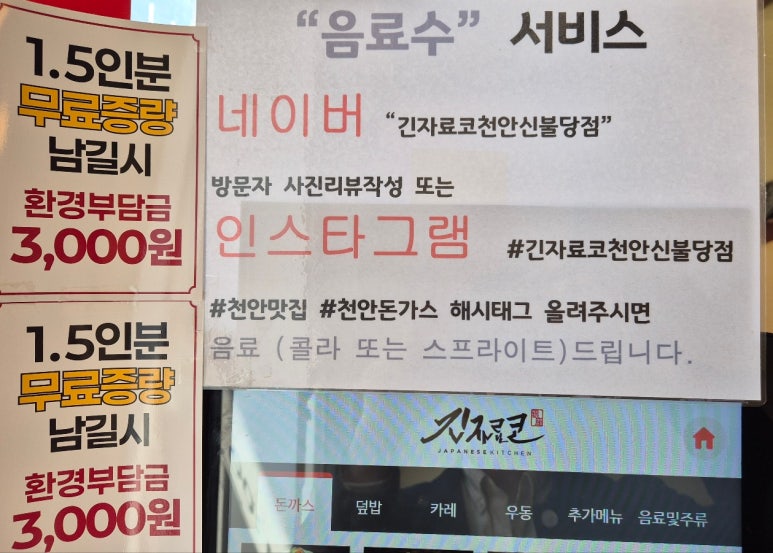 1.5인분
무료증량
남길시
환경부담금
3,000원
1.5인분
무료증량
남길시
환경부담금
3,000원
“음료수” 서비스
네이버 “긴자료코천안신불당점”
방문자 사진리뷰작성 또는
인스타그램 #긴자료코천안신불당점
#천안맛집 #천안돈가스 해시태그 올려주시면
음료 (콜라 또는 스프라이트)드립니다.
긴자료코
JAPANESE KITCHEN
돈까스 덮밥 카레 우동 추가메뉴 음료및주류